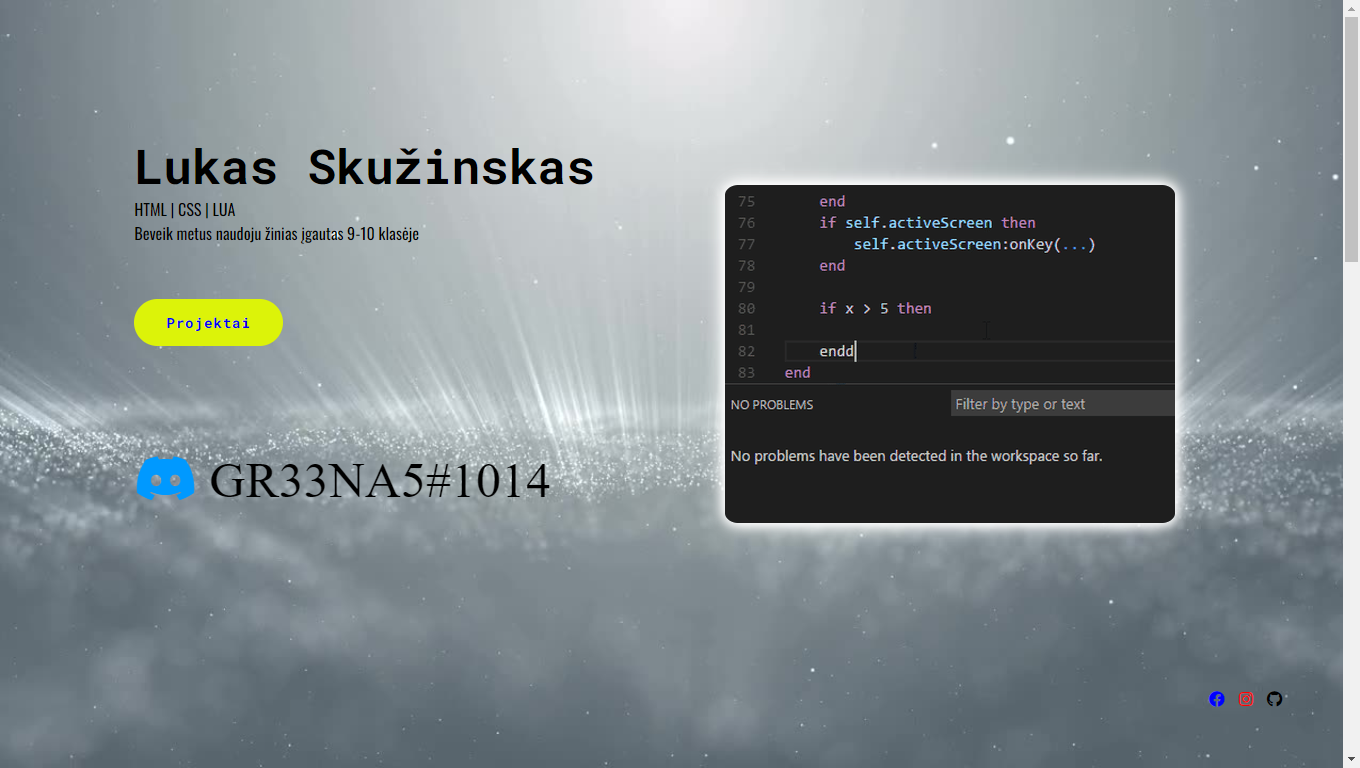 Lukas Skužinskas
HTML | CSS | LUA
Beveik metus naudoju žinias įgautas 9-10 klasėje
Projektai
GR33NA5#1014
75 end
76 if self.activeScreen then
77 self.activeScreen:onKey(...)
78 end
79
80 if x > 5 then
81
82 endd
83 end
NO PROBLEMS Filter by type or text
No problems have been detected in the workspace so far.